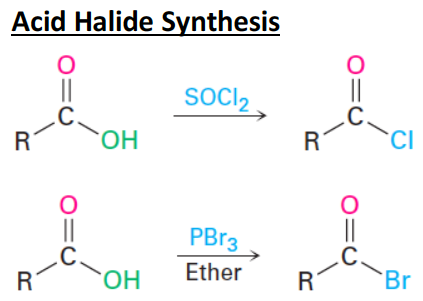 Acid Halide Synthesis
O
C
R
OH
SOCl2
O
C
R
Cl
O
C
R
OH
PBr3
Ether
O
C
R
Br